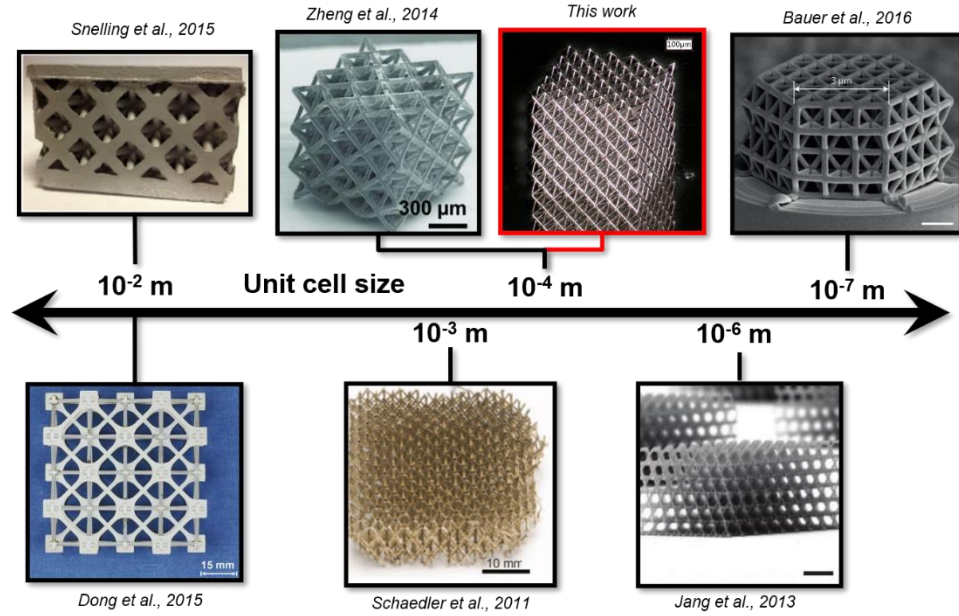 Snelling et al., 2015
Zheng et al., 2014
This work
Bauer et al., 2016
100μm
3 μm
300 μm
10⁻² m
Unit cell size
10⁻⁴ m
10⁻⁷ m
10⁻³ m
10⁻⁶ m
15 mm
10 mm
Dong et al., 2015
Schaedler et al., 2011
Jang et al., 2013